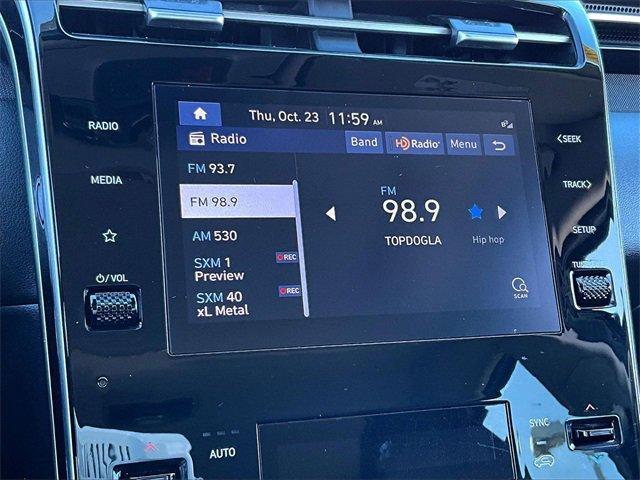 Thu, Oct. 23 11:59 AM
Radio Band HD Radio Menu
FM 93.7
FM 98.9
AM 530
SXM 1 REC
Preview
SXM 40 REC
xL Metal
FM
98.9
TOPDOGLA Hip hop
SCAN
RADIO
MEDIA
⏻/VOL
<SEEK
TRACK>
SETUP
AUTO
SYNC